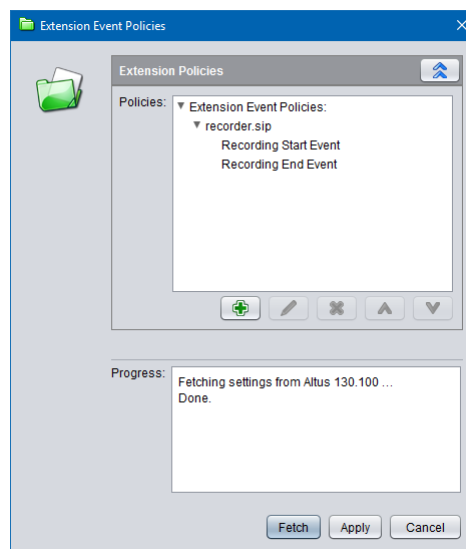 Extension Event Policies
Extension Policies
Policies:
Extension Event Policies:
recorder.sip
Recording Start Event
Recording End Event
Progress:
Fetching settings from Altus 130.100 ...
Done.
Fetch
Apply
Cancel